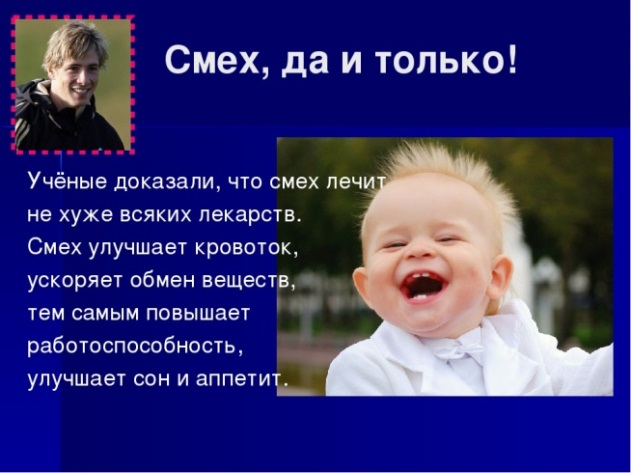 Смех, да и только!
Учёные доказали, что смех лечит
не хуже всяких лекарств.
Смех улучшает кровоток,
ускоряет обмен веществ,
тем самым повышает
работоспособность,
улучшает сон и аппетит.